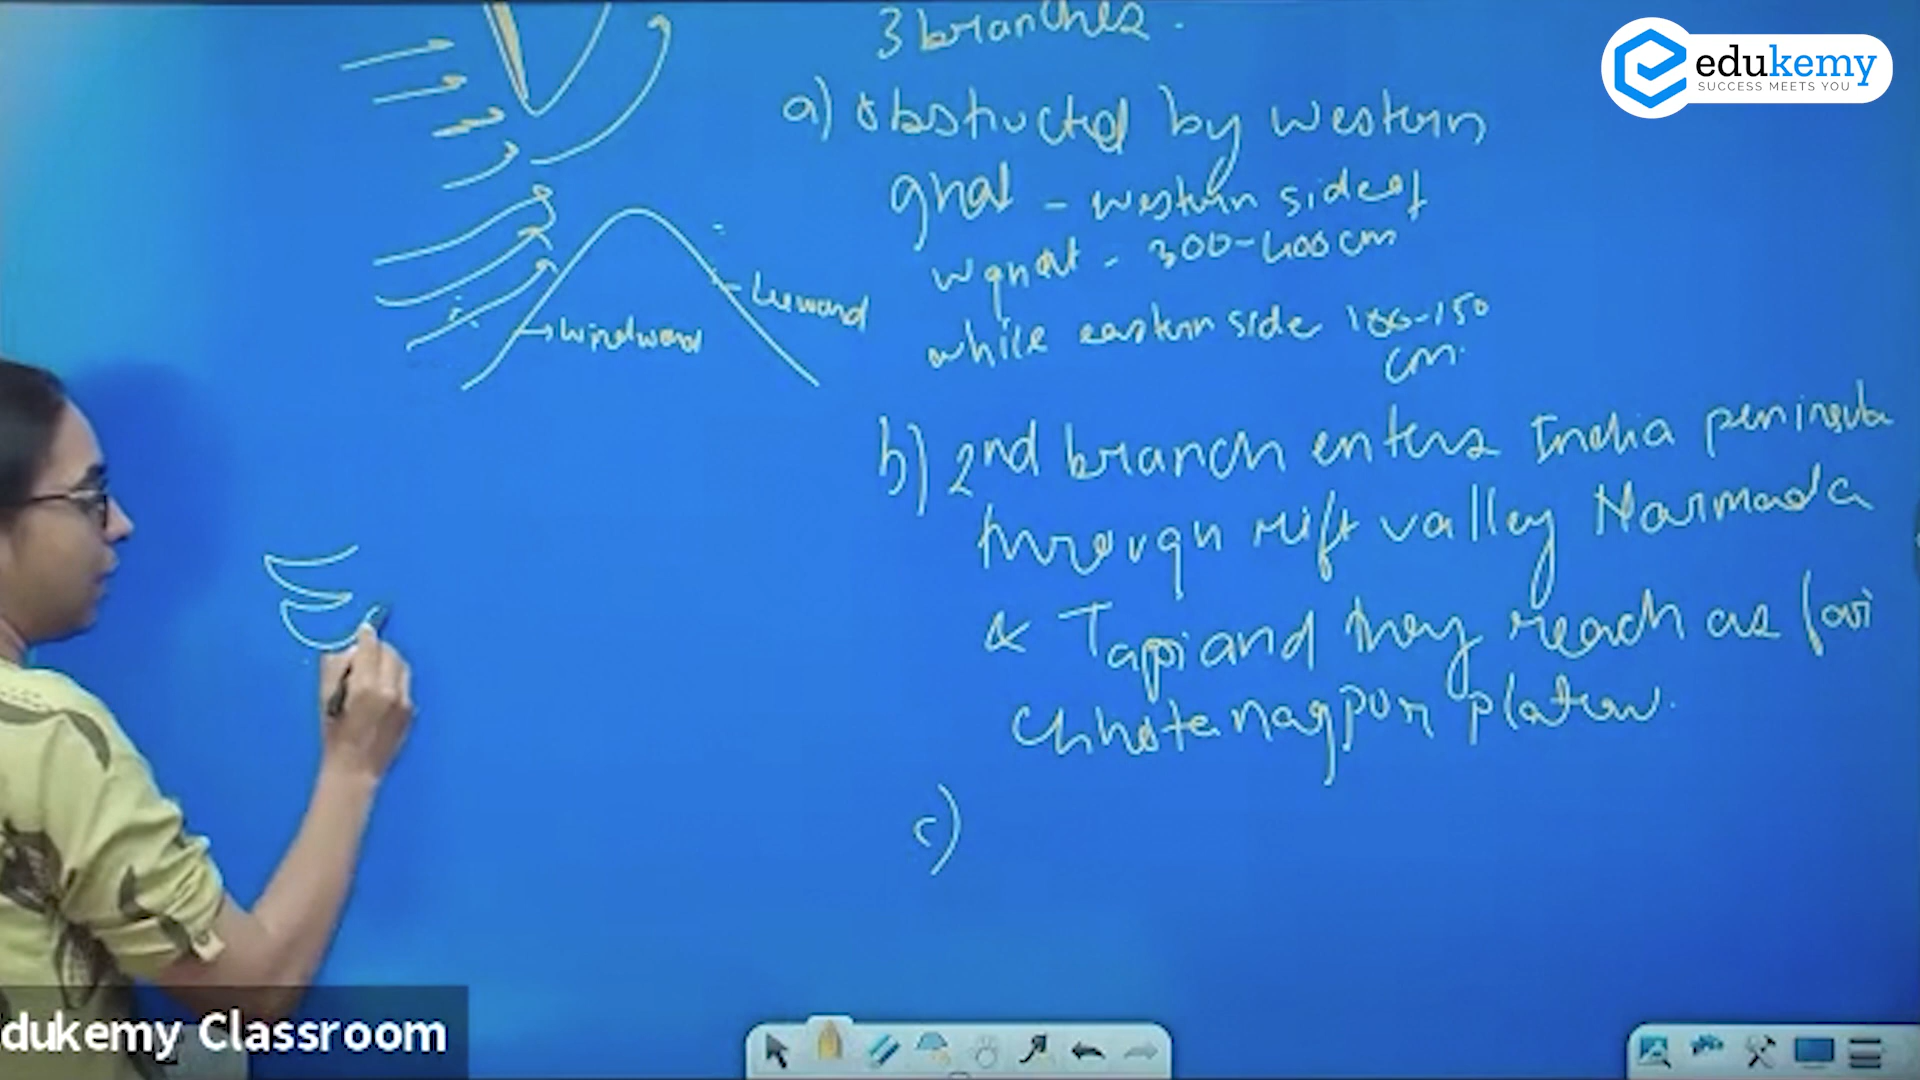 3 branches.
edukemy
SUCCESS MEETS YOU
a) obstructed by western
ghat - western side of
w ghat - 300-400 cm
while eastern side 100-150
cm.
Leeward
windward
b) 2nd branch enters India peninsula
through rift valley Narmada
& Tapi and they reach as far
Chhotanagpur plateau.
c)
dukemy Classroom